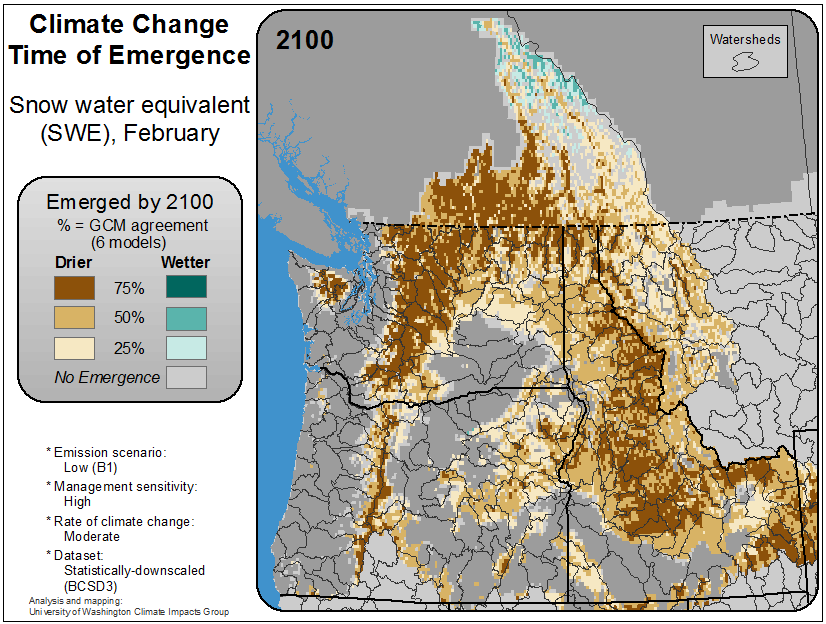 Climate Change
Time of Emergence
Snow water equivalent
(SWE), February
Emerged by 2100
% = GCM agreement
(6 models)
Drier Wetter
75%
50%
25%
No Emergence
* Emission scenario:
Low (B1)
* Management sensitivity:
High
* Rate of climate change:
Moderate
* Dataset:
Statistically-downscaled
(BCSD3)
Analysis and mapping:
University of Washington Climate Impacts Group
2100
Watersheds